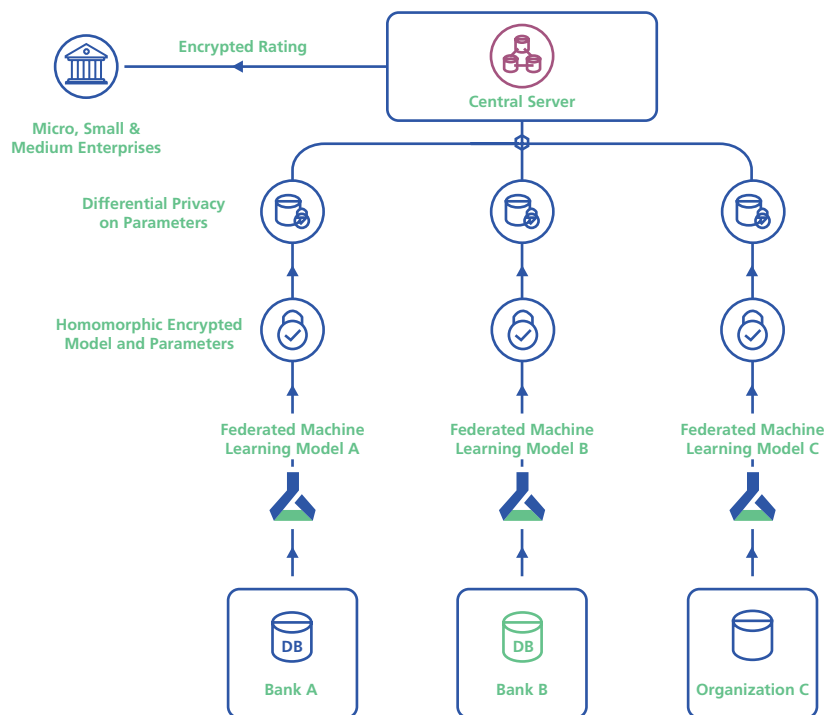 Encrypted Rating
Central Server
Micro, Small &
Medium Enterprises
Differential Privacy
on Parameters
Homomorphic Encrypted
Model and Parameters
Federated Machine
Learning Model A
Federated Machine
Learning Model B
Federated Machine
Learning Model C
DB
Bank A
DB
Bank B
Organization C